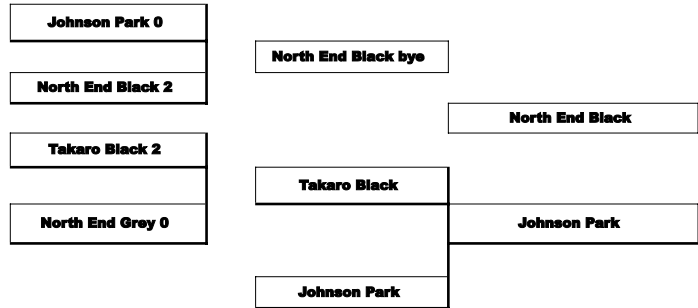 Johnson Park 0
North End Black 2
Takaro Black 2
North End Grey 0
North End Black bye
Takaro Black
Johnson Park
North End Black
Johnson Park